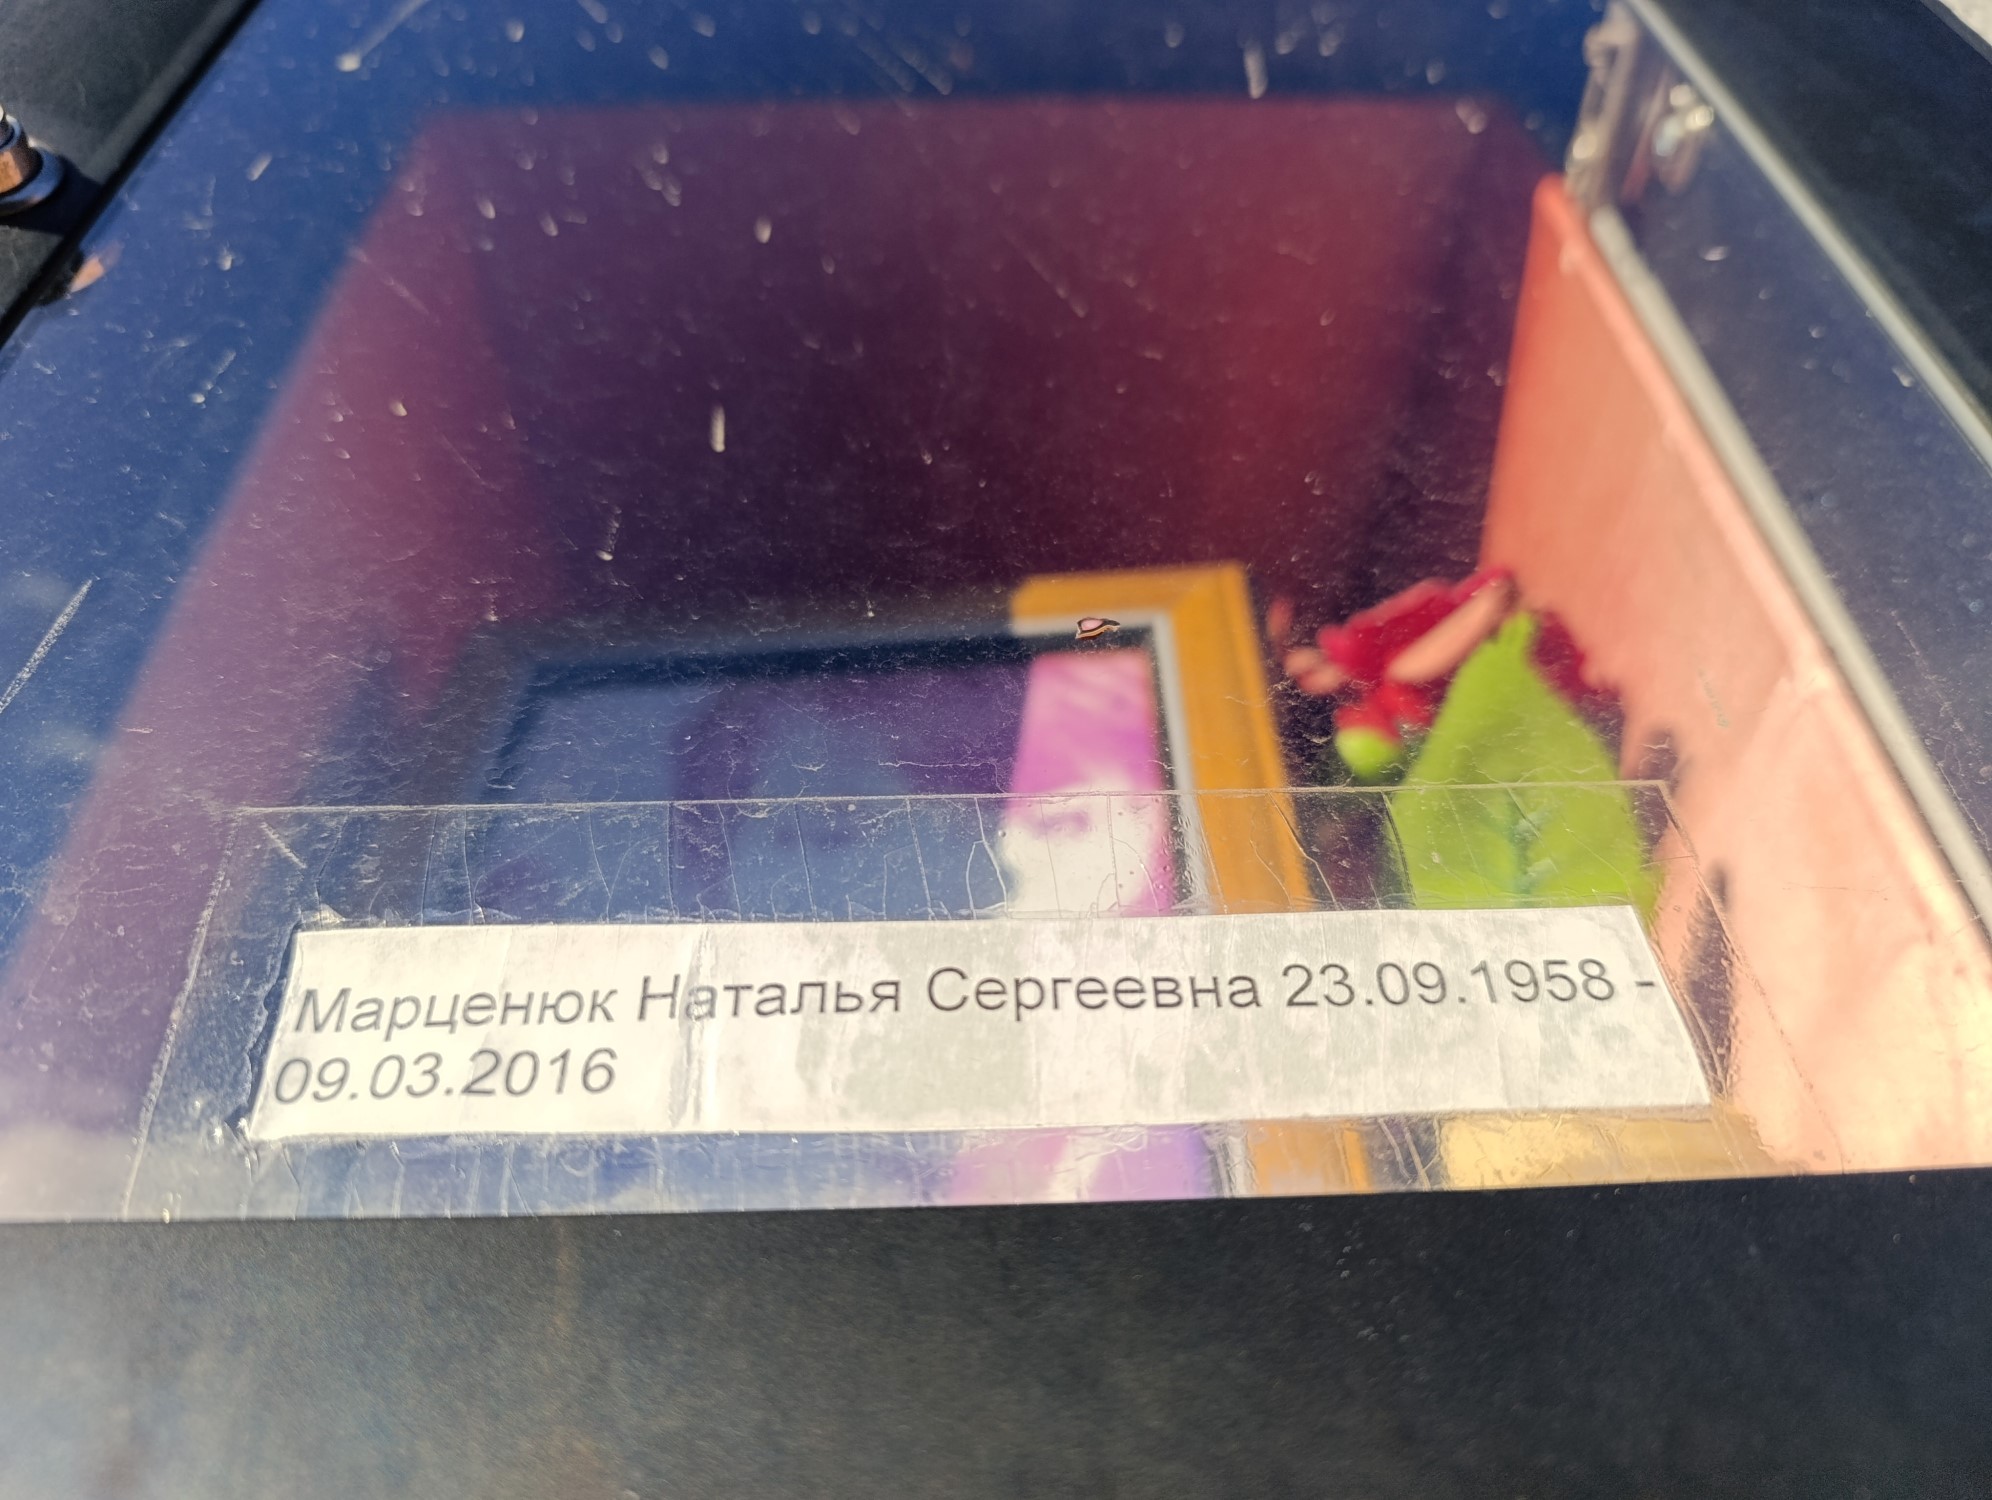 Марценюк Наталья Сергеевна 23.09.1958 -
09.03.2016